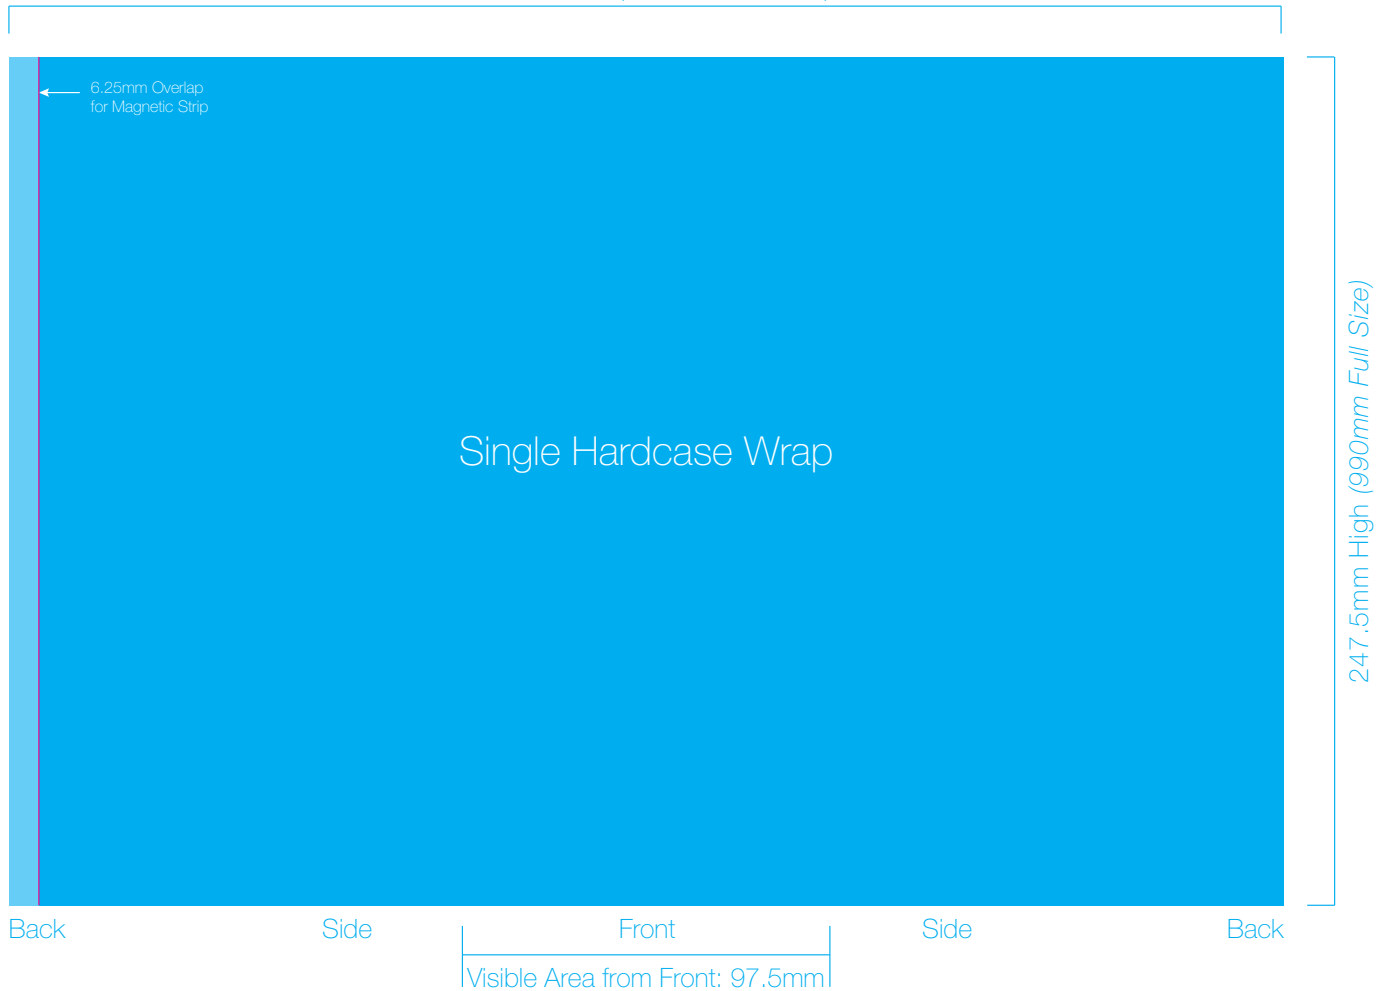 6.25mm Overlap
for Magnetic Strip
Single Hardcase Wrap
247.5mm High (990mm Full Size)
Back
Side
Front
Side
Back
Visible Area from Front: 97.5mm